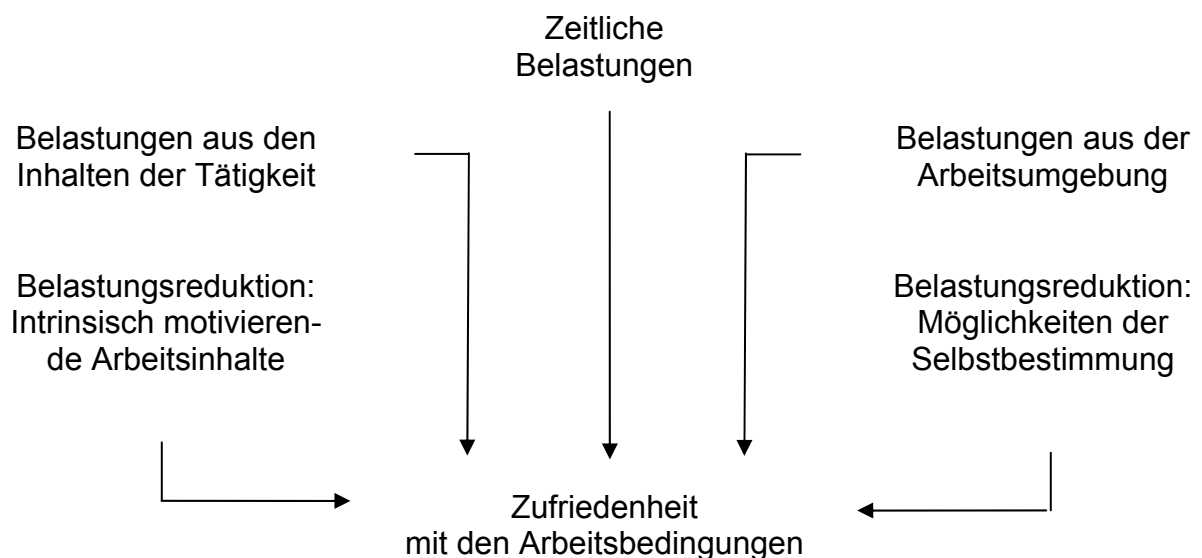 Zeitliche
Belastungen
Belastungen aus den
Inhalten der Tätigkeit
Belastungen aus der
Arbeitsumgebung
Belastungsreduktion:
Intrinsisch motivieren-
de Arbeitsinhalte
Belastungsreduktion:
Möglichkeiten der
Selbstbestimmung
Zufriedenheit
mit den Arbeitsbedingungen